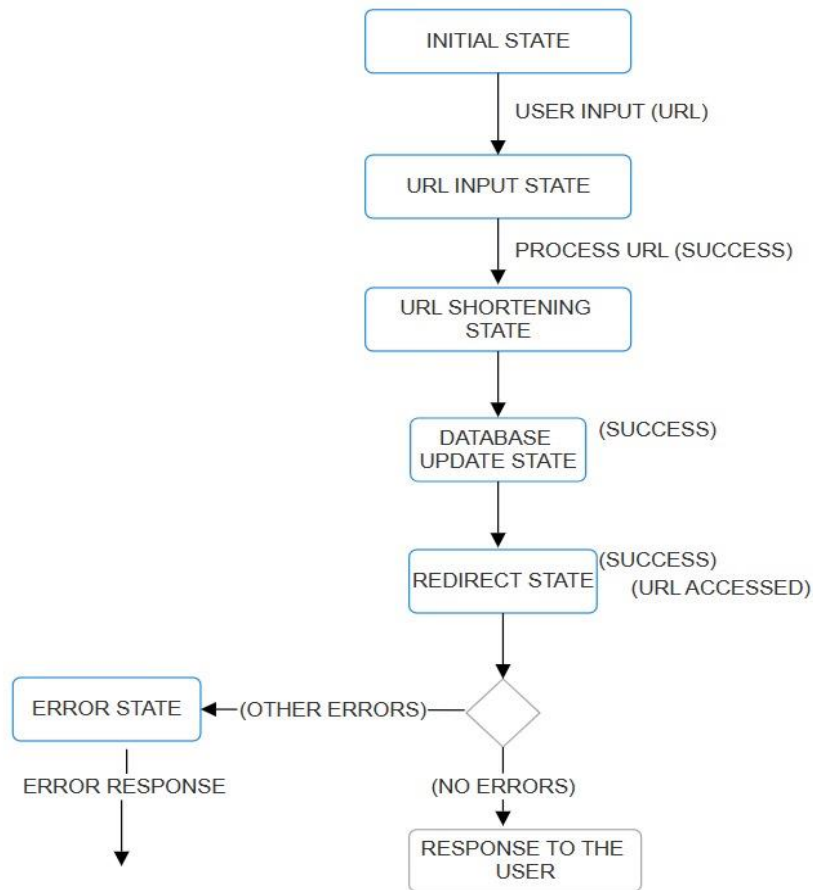 INITIAL STATE
USER INPUT (URL)
URL INPUT STATE
PROCESS URL (SUCCESS)
URL SHORTENING
STATE
DATABASE
UPDATE STATE
(SUCCESS)
REDIRECT STATE
(SUCCESS)
(URL ACCESSED)
ERROR STATE
(OTHER ERRORS)
ERROR RESPONSE
(NO ERRORS)
RESPONSE TO THE
USER